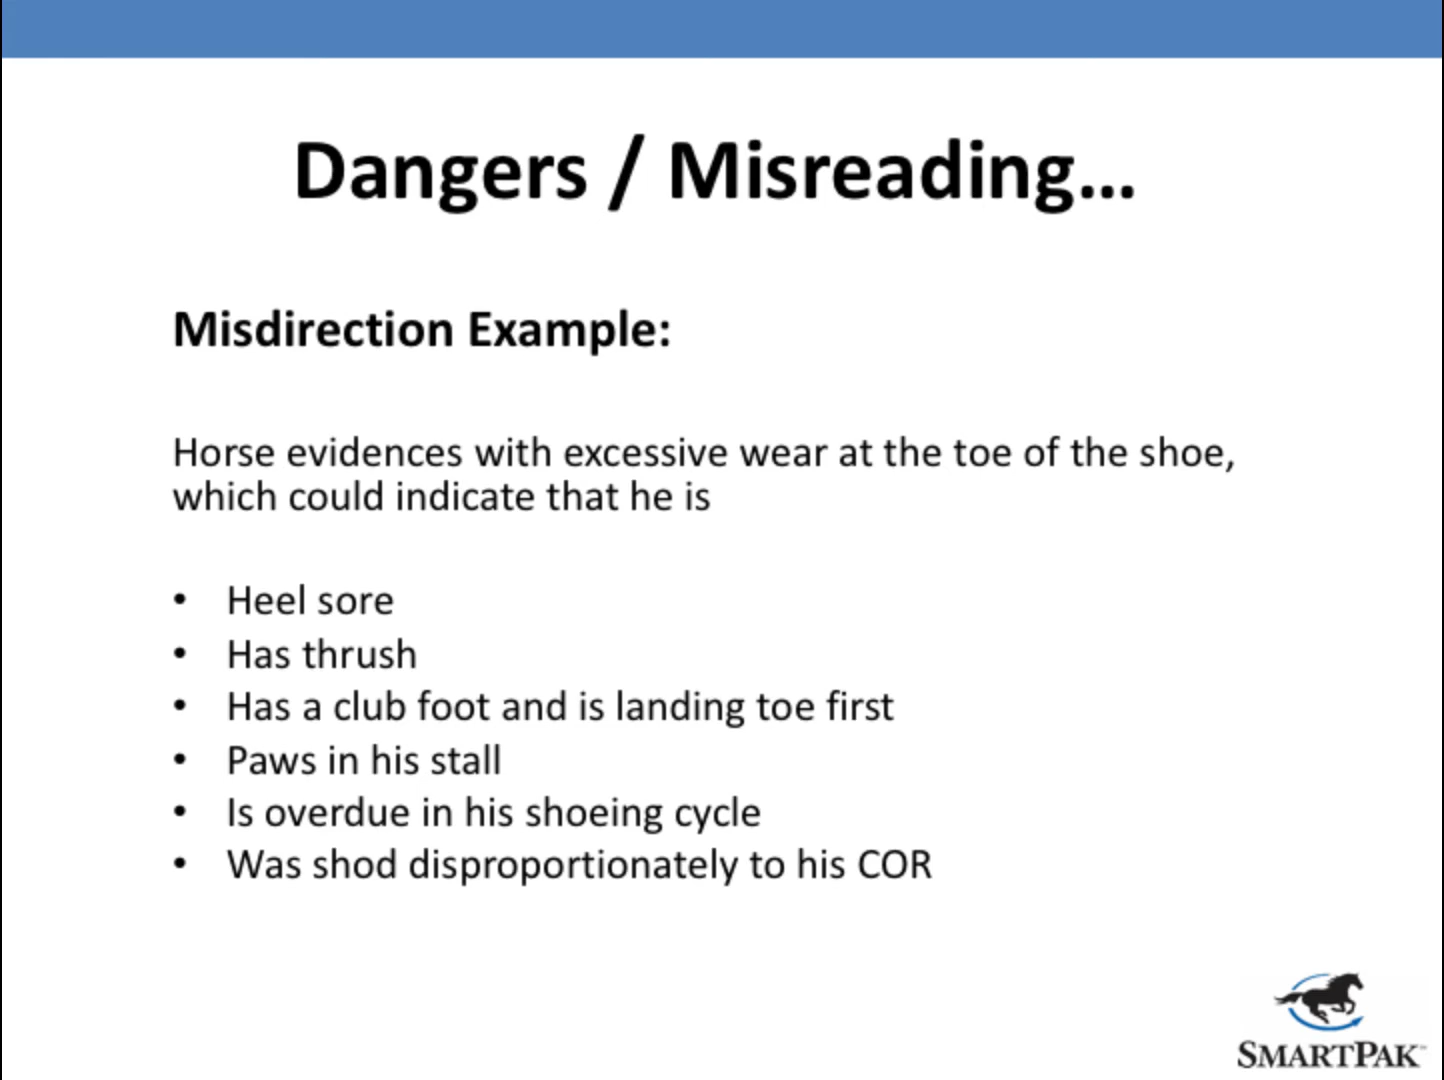 Dangers / Misreading...
Misdirection Example:
Horse evidences with excessive wear at the toe of the shoe,
which could indicate that he is
• Heel sore
• Has thrush
• Has a club foot and is landing toe first
• Paws in his stall
• Is overdue in his shoeing cycle
• Was shod disproportionately to his COR
SMARTPAK™